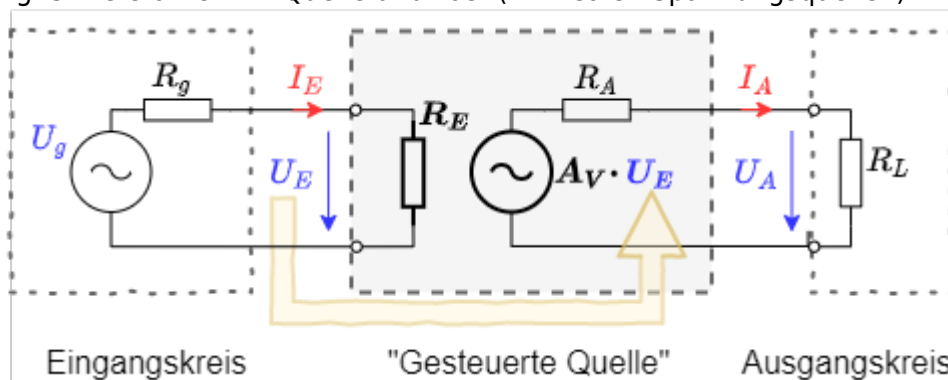 R_g
I_E
R_A
I_A
U_g
U_E
R_E
A_V · U_E
U_A
R_L
Eingangskreis
"Gesteuerte Quelle"
Ausgangskreis